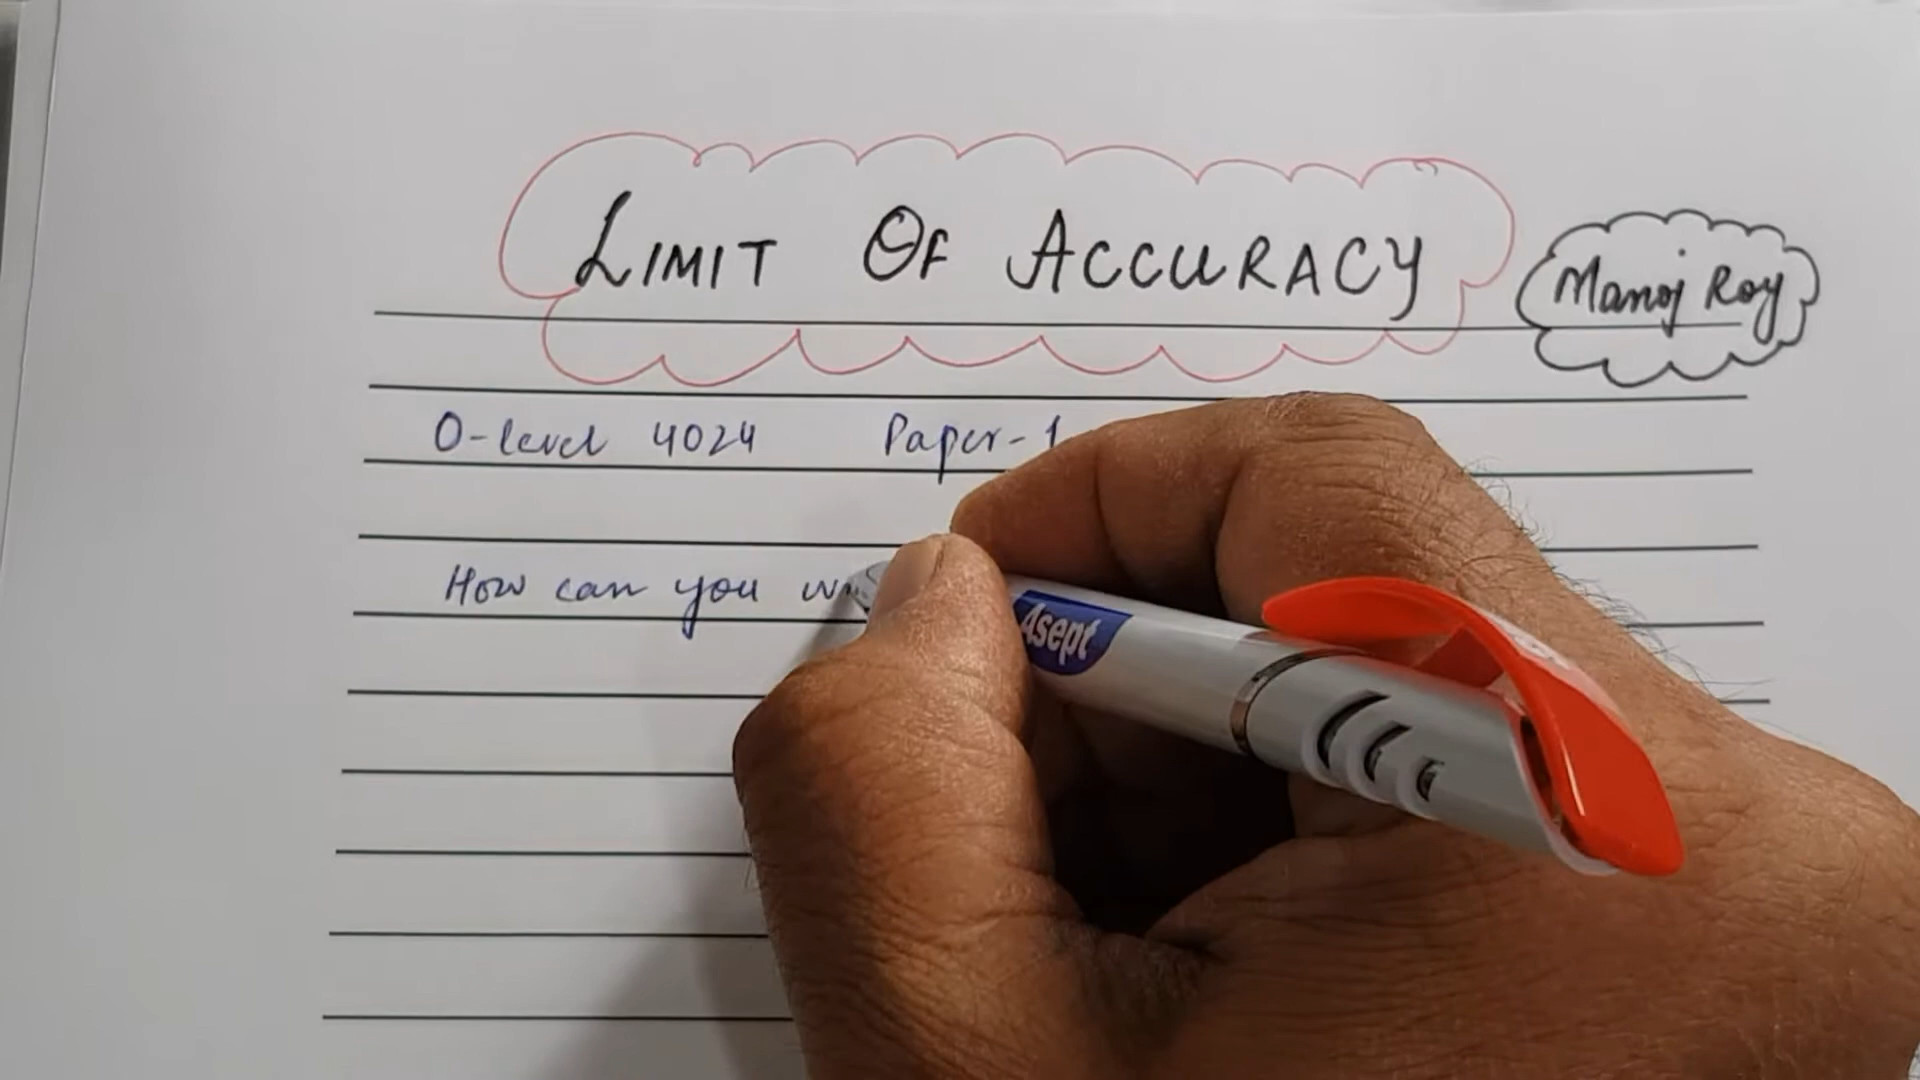 LIMIT OF ACCURACY
Manoj Roy
O-level 4024 Paper-1
How can you
Asept